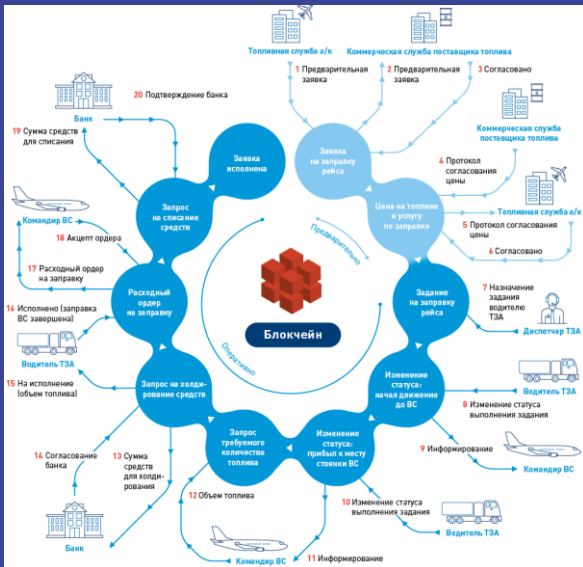 Топливная служба а/к
Коммерческая служба поставщика топлива
1 Предварительная
заявка
2 Предварительная
заявка
3 Согласовано
Заявка
на заправку
рейса
Коммерческая служба
поставщика топлива
4 Протокол
согласования
цены
Цена на топливо
и услугу
по заправке
Топливная служба а/к
5 Протокол согласования
цены
6 Согласовано
Предварительно
Задание
на заправку
рейса
7 Назначение
задания
водителю
ТЗА
Диспетчер ТЗА
Изменение
статуса:
начал движение
до ВС
Водитель ТЗА
8 Изменение статуса
выполнения задания
9 Информирование
Командир ВС
Изменение
статуса:
прибыл к месту
стоянки ВС
10 Изменение статуса
выполнения задания
Водитель ТЗА
11 Информирование
Командир ВС
12 Объем топлива
Запрос
требуемого
количества
топлива
Оперативно
Блокчейн
Запрос на холди-
рование средств
13 Сумма
средств
для холди-
рования
14 Согласование
банка
Банк
15 На исполнение
(объем топлива)
Водитель ТЗА
16 Исполнено (заправка
ВС завершена)
Расходный
ордер
на заправку
17 Расходный ордер
на заправку
18 Акцепт ордера
Командир ВС
Запрос
на списание
средств
19 Сумма средств
для списания
Банк
20 Подтверждение банка
Заявка
исполнена